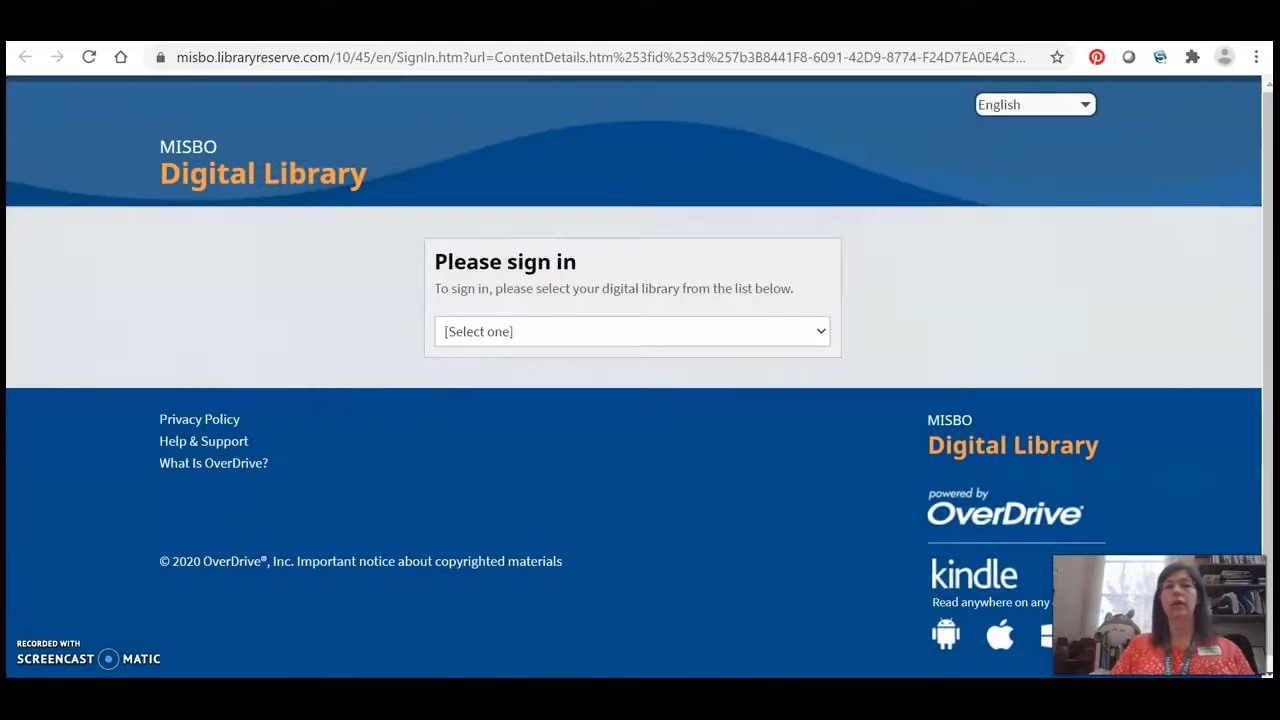 misbo.libraryreserve.com/10/45/en/SignIn.htm?url=ContentDetails.htm%253fid%253d%257b3B8441F8-6091-42D9-8774-F24D7EA0E4C3...
English
MISBO
Digital Library
Please sign in
To sign in, please select your digital library from the list below.
[Select one]
Privacy Policy
Help & Support
What Is OverDrive?
MISBO
Digital Library
powered by
OverDrive®
© 2020 OverDrive®, Inc. Important notice about copyrighted materials
kindle
Read anywhere on any
RECORDED WITH
SCREENCAST MATIC